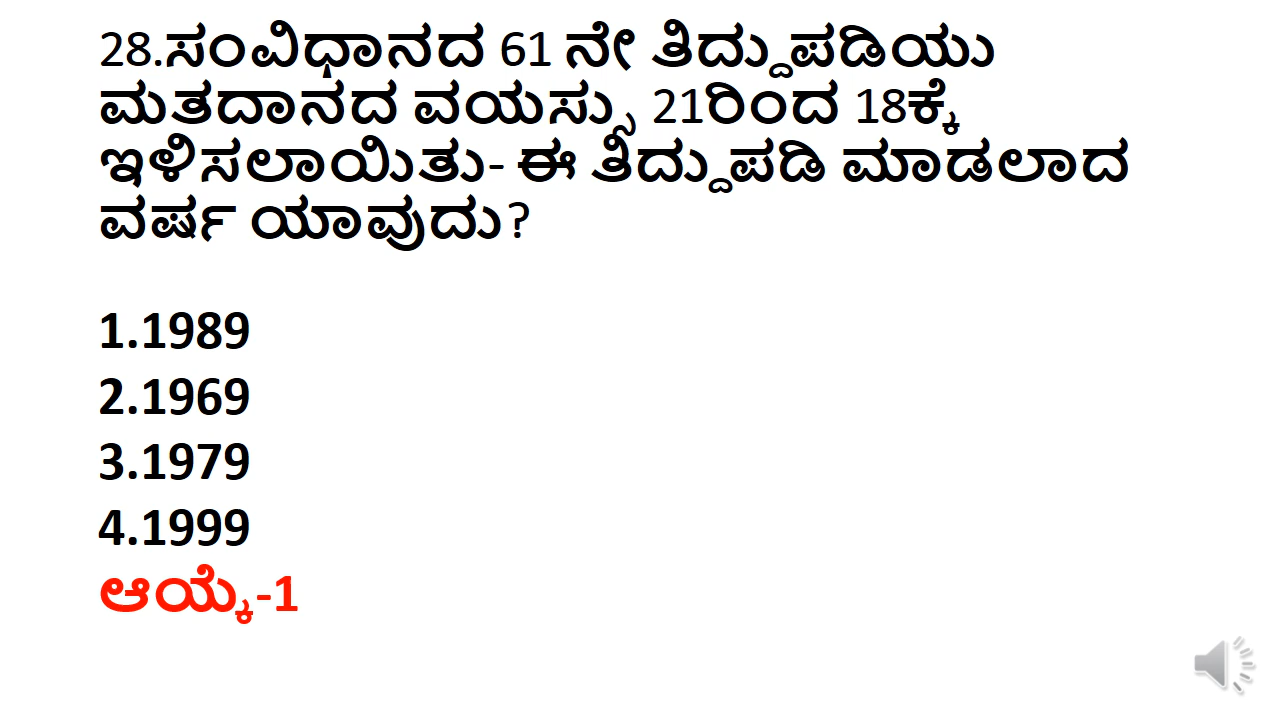 28.ಸಂವಿಧಾನದ 61 ನೇ ತಿದ್ದುಪಡಿಯು
ಮತದಾನದ ವಯಸ್ಸು 21ರಿಂದ 18ಕ್ಕೆ
ಇಳಿಸಲಾಯಿತು- ಈ ತಿದ್ದುಪಡಿ ಮಾಡಲಾದ
ವರ್ಷ ಯಾವುದು?
1.1989
2.1969
3.1979
4.1999
ಆಯ್ಕೆ-1